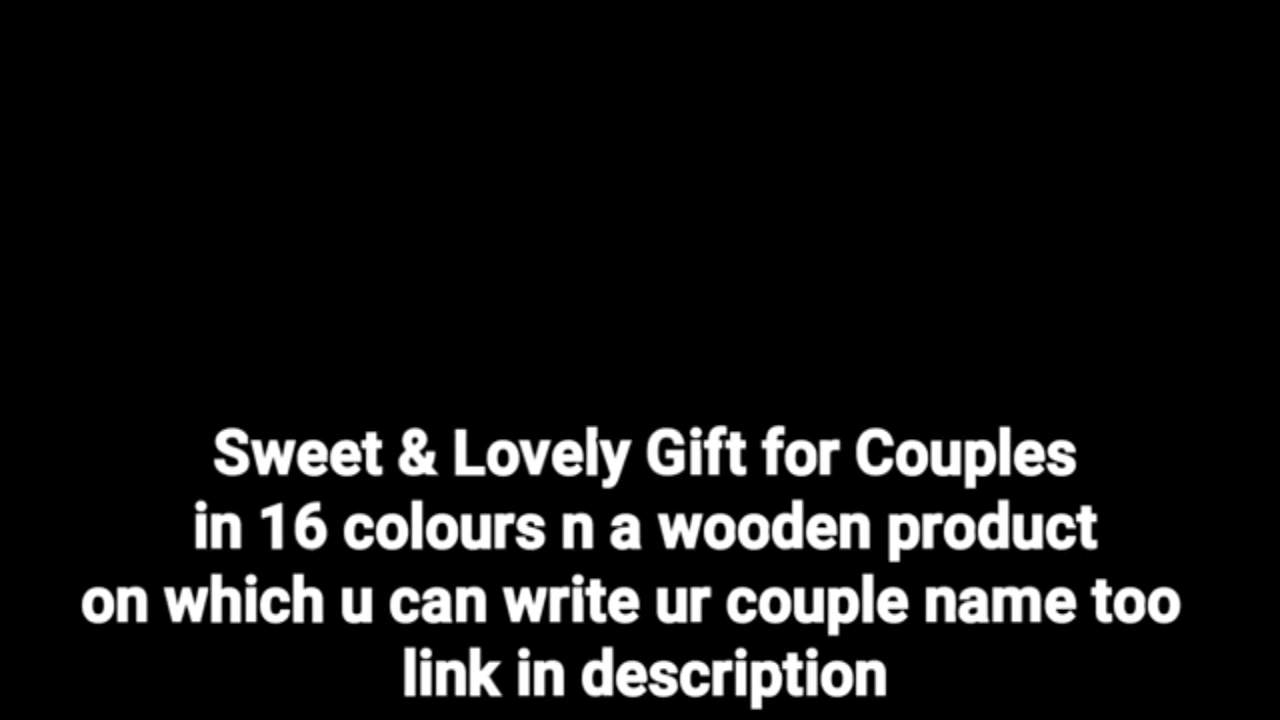 Sweet & Lovely Gift for Couples
in 16 colours n a wooden product
on which u can write ur couple name too
link in description